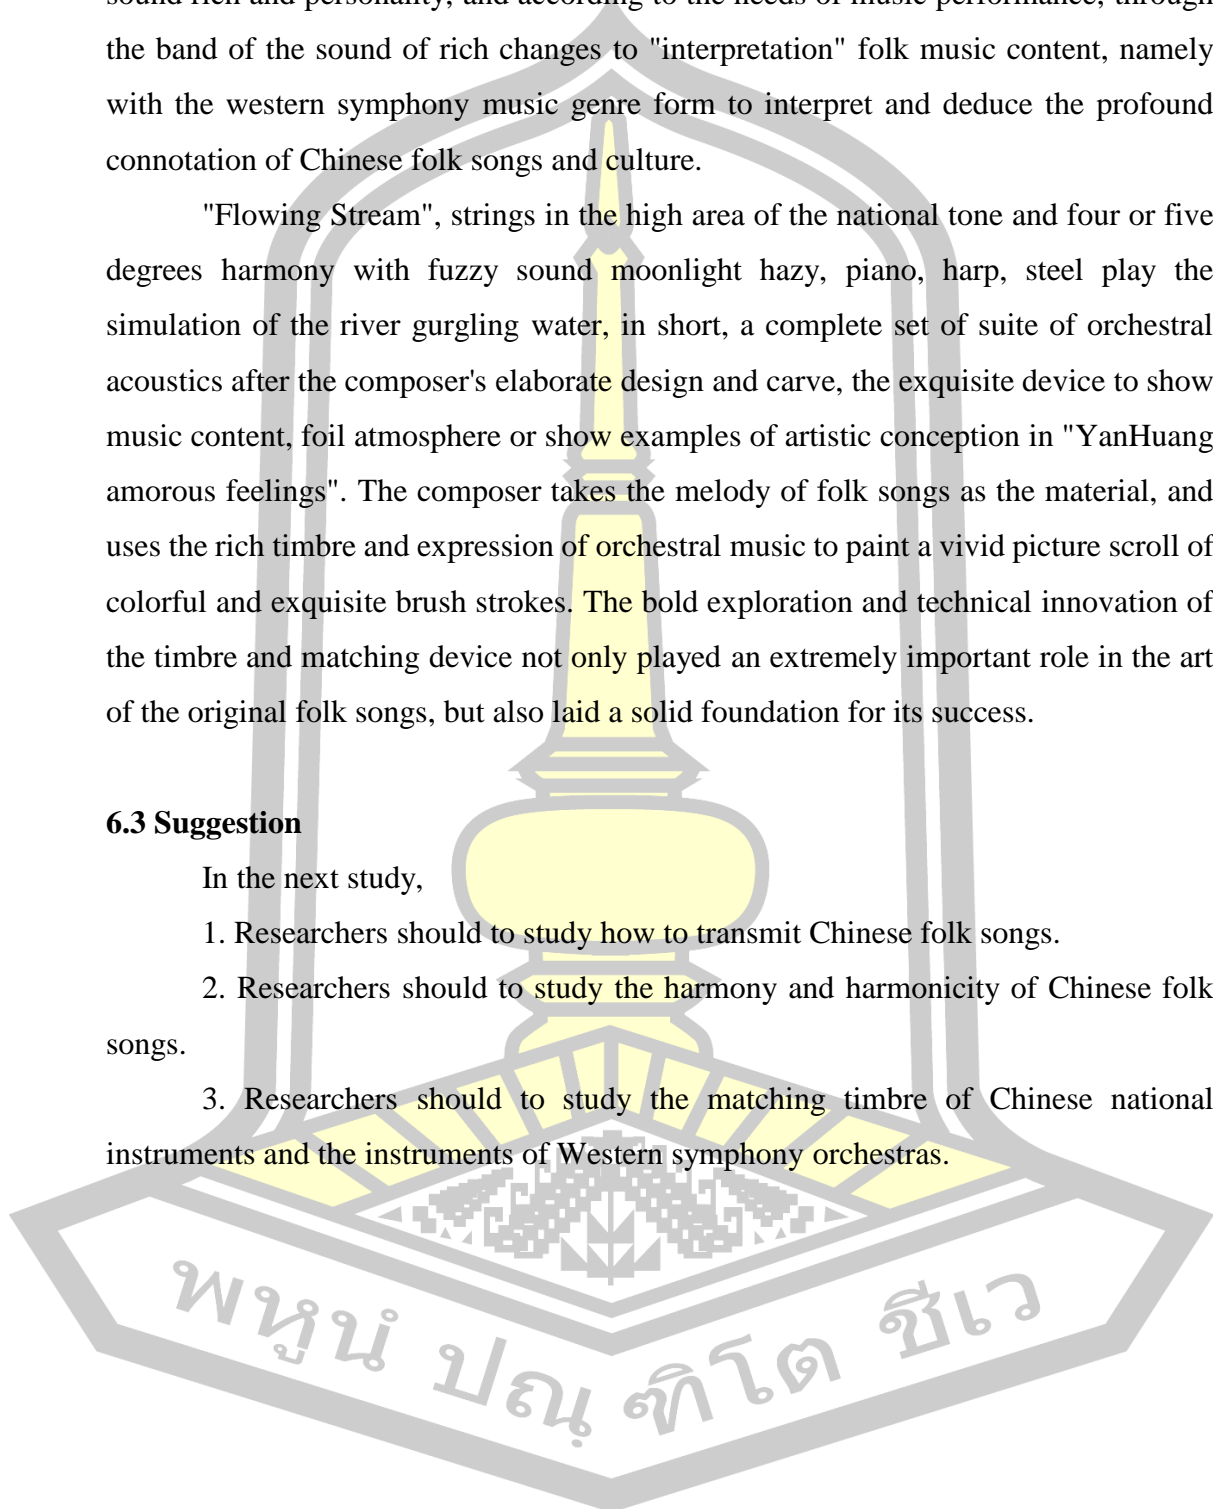 sound rich and personality, and according to the needs of music performance, through
the band of the sound of rich changes to "interpretation" folk music content, namely
with the western symphony music genre form to interpret and deduce the profound
connotation of Chinese folk songs and culture.
"Flowing Stream", strings in the high area of the national tone and four or five
degrees harmony with fuzzy sound moonlight hazy, piano, harp, steel play the
simulation of the river gurgling water, in short, a complete set of suite of orchestral
acoustics after the composer's elaborate design and carve, the exquisite device to show
music content, foil atmosphere or show examples of artistic conception in "YanHuang
amorous feelings". The composer takes the melody of folk songs as the material, and
uses the rich timbre and expression of orchestral music to paint a vivid picture scroll of
colorful and exquisite brush strokes. The bold exploration and technical innovation of
the timbre and matching device not only played an extremely important role in the art
of the original folk songs, but also laid a solid foundation for its success.
6.3 Suggestion
In the next study,
1. Researchers should to study how to transmit Chinese folk songs.
2. Researchers should to study the harmony and harmonicity of Chinese folk
songs.
3. Researchers should to study the matching timbre of Chinese national
instruments and the instruments of Western symphony orchestras.
พหูนํ ปณฺฑิโต ชีเว